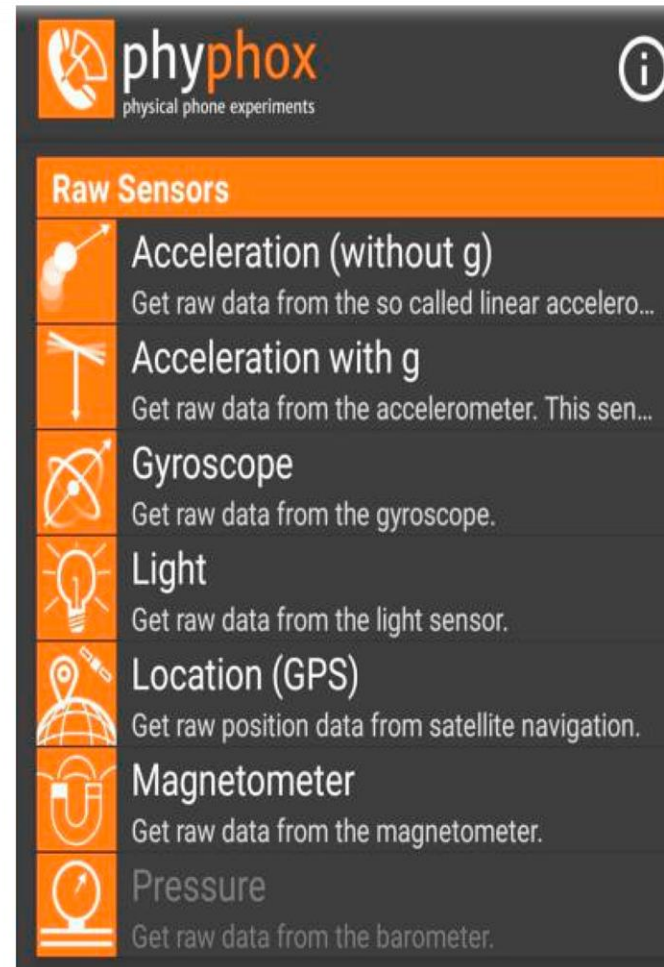 phyphox
physical phone experiments
Raw Sensors
Acceleration (without g)
Get raw data from the so called linear accelero...
Acceleration with g
Get raw data from the accelerometer. This sen...
Gyroscope
Get raw data from the gyroscope.
Light
Get raw data from the light sensor.
Location (GPS)
Get raw position data from satellite navigation.
Magnetometer
Get raw data from the magnetometer.
Pressure
Get raw data from the barometer.